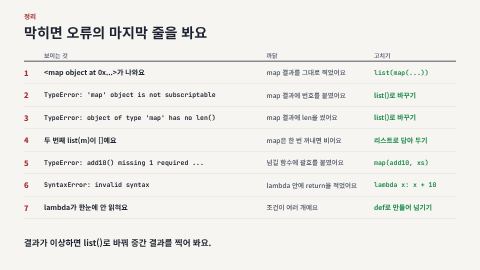 정리
막히면 오류의 마지막 줄을 봐요
보이는 것 까닭 고치기
1 <map object at 0x...>가 나와요 map 결과를 그대로 찍었어요 list(map(...))
2 TypeError: 'map' object is not subscriptable map 결과에 번호를 붙였어요 list()로 바꾸기
3 TypeError: object of type 'map' has no len() map 결과에 len을 썼어요 list()로 바꾸기
4 두 번째 list(m)이 []예요 map은 한 번 꺼내면 비어요 리스트로 담아 두기
5 TypeError: add10() missing 1 required ... 넘길 함수에 괄호를 붙였어요 map(add10, xs)
6 SyntaxError: invalid syntax lambda 안에 return을 적었어요 lambda x: x + 10
7 lambda가 한눈에 안 읽혀요 조건이 여러 개예요 def로 만들어 넘기기
결과가 이상하면 list()로 바꿔 중간 결과를 찍어 봐요.